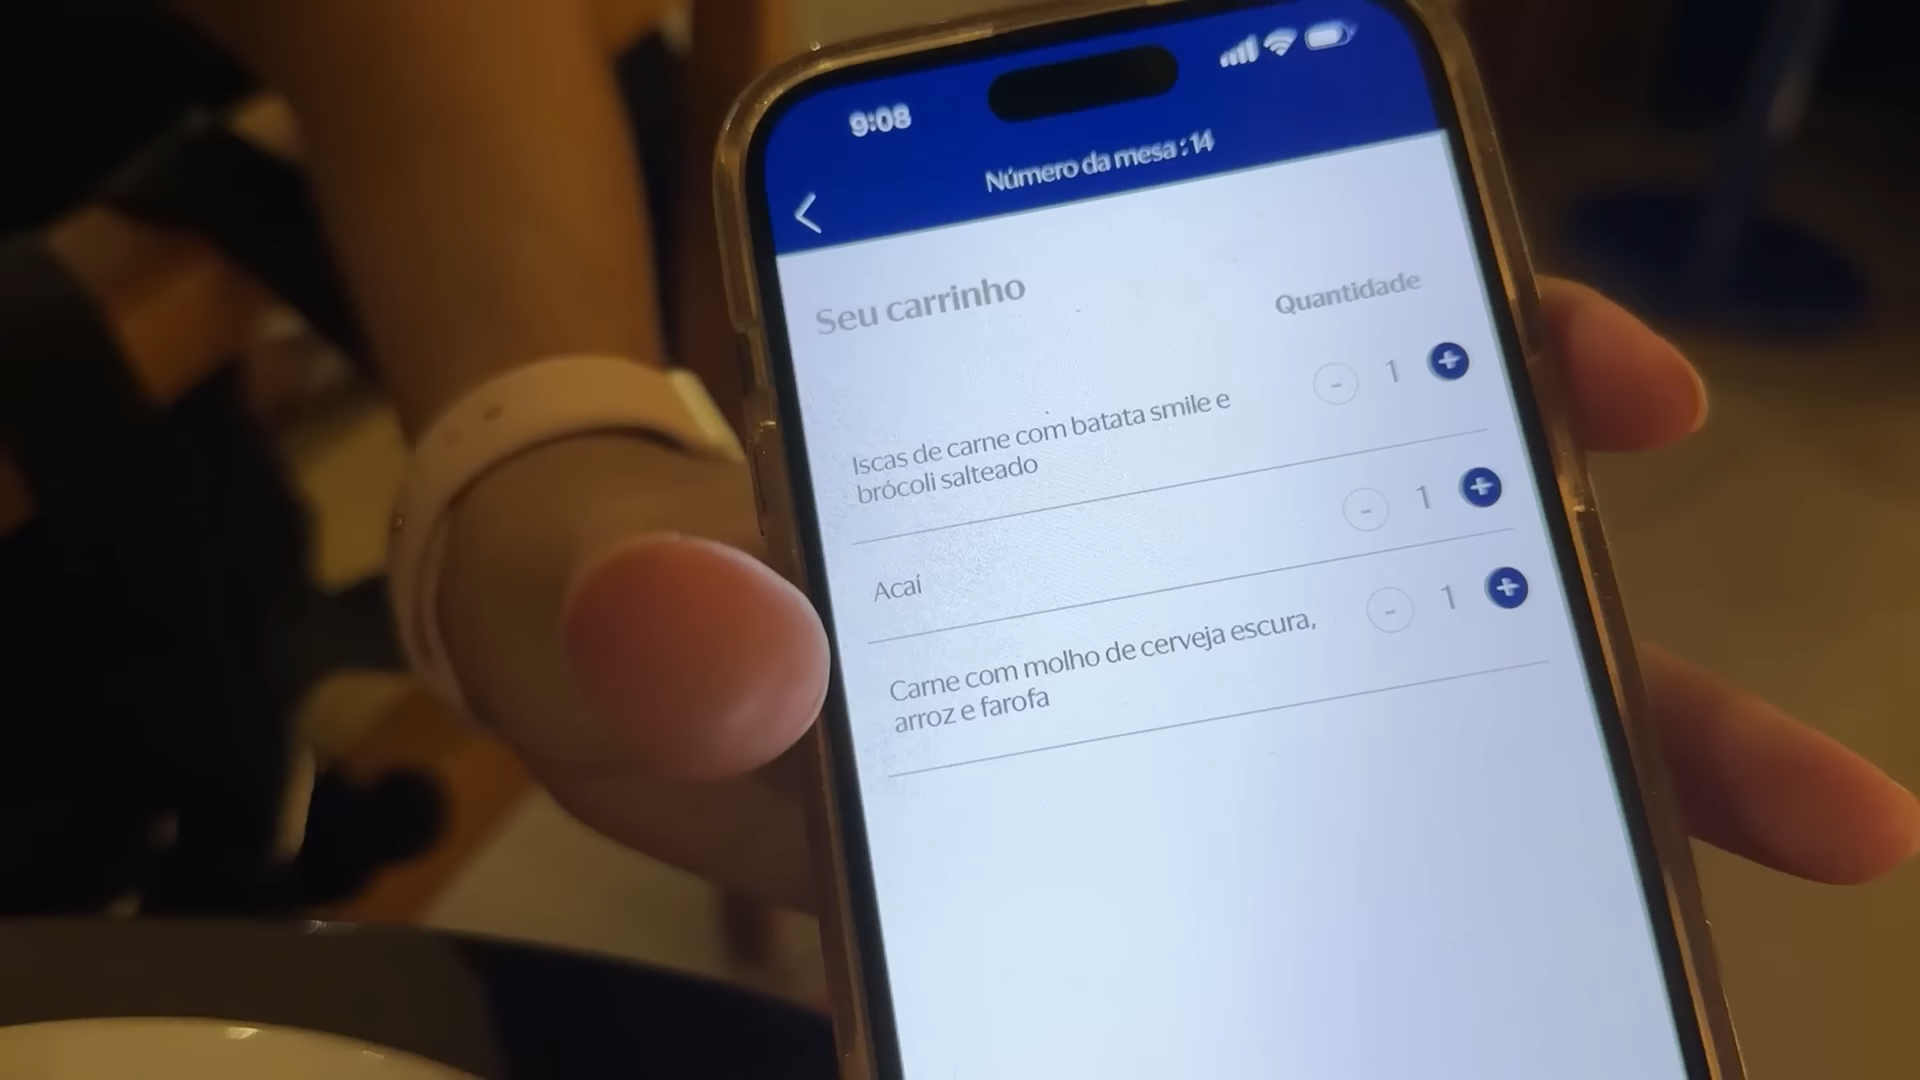 9:08
Número da mesa : 14
Seu carrinho
Quantidade
Iscas de carne com batata smile e
brócoli salteado
- 1 +
Acaí
- 1 +
Carne com molho de cerveja escura,
arroz e farofa
- 1 +